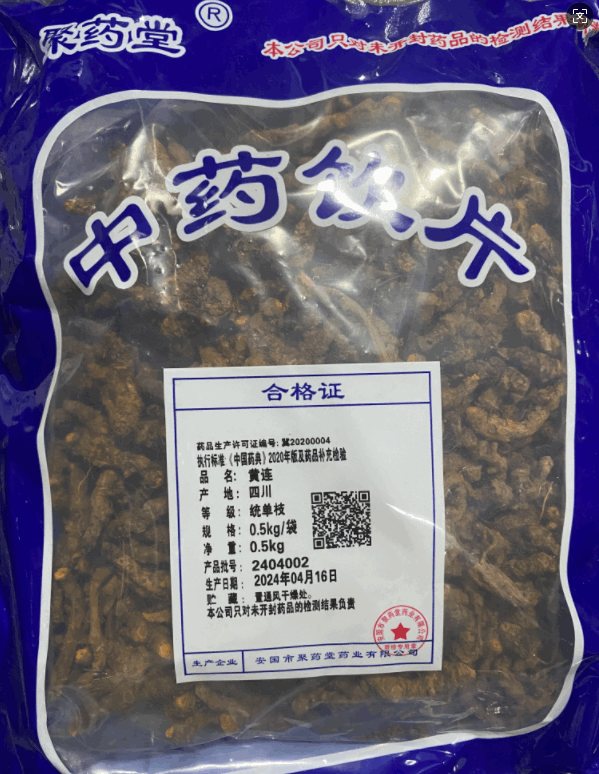 聚药堂®
本公司只对未开封药品的检测结果
中药饮片
合格证
药品生产许可证编号: 冀20200004
执行标准:《中国药典》2020年版及药品补充检验
品 名: 黄连
产 地: 四川
等 级: 统单枝
规 格: 0.5kg/袋
净 重: 0.5kg
产品批号: 2404002
生产日期: 2024年04月16日
贮 藏: 置通风干燥处。
本公司只对未开封药品的检测结果负责
生产企业 安国市聚药堂药业有限公司